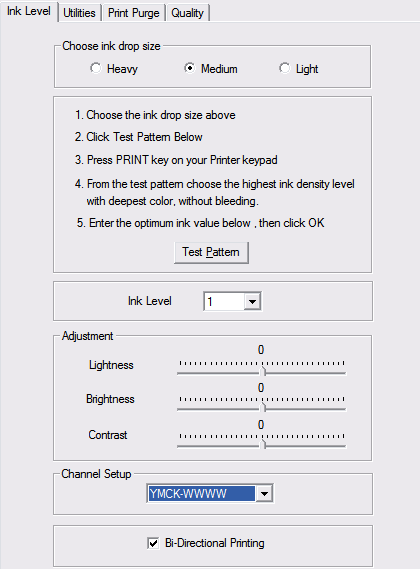 Ink Level Utilities Print Purge Quality
Choose ink drop size
Heavy Medium Light
1. Choose the ink drop size above
2. Click Test Pattern Below
3. Press PRINT key on your Printer keypad
4. From the test pattern choose the highest ink density level
with deepest color, without bleeding.
5. Enter the optimum ink value below , then click OK
Test Pattern
Ink Level 1
Adjustment
0
Lightness
0
Brightness
0
Contrast
Channel Setup
YMCK-WWWW
Bi-Directional Printing